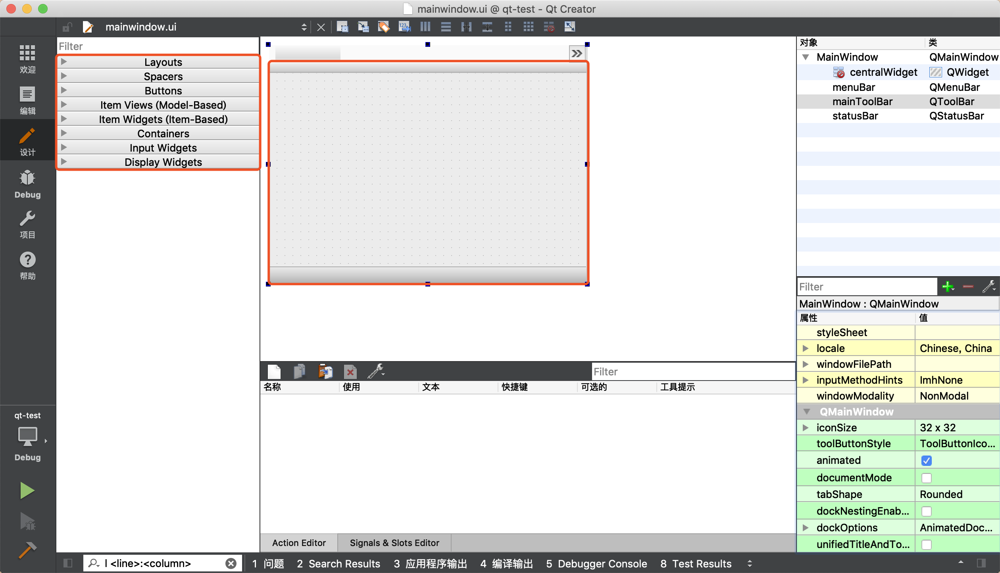 mainwindow.ui @ qt-test - Qt Creator
mainwindow.ui
123
欢迎
编辑
设计
Debug
项目
帮助
qt-test
Debug
Filter
Layouts
Spacers
Buttons
Item Views (Model-Based)
Item Widgets (Item-Based)
Containers
Input Widgets
Display Widgets
对象 类
MainWindow QMainWindow
centralWidget QWidget
menuBar QMenuBar
mainToolBar QToolBar
statusBar QStatusBar
Filter
MainWindow : QMainWindow
属性 值
styleSheet
locale Chinese, China
windowFilePath
inputMethodHints ImhNone
windowModality NonModal
QMainWindow
iconSize 32 x 32
toolButtonStyle ToolButtonIco...
animated
documentMode
tabShape Rounded
dockNestingEnab...
dockOptions AnimatedDoc...
unifiedTitleAndTo...
Filter
名称 使用 文本 快捷键 可选的 工具提示
Action Editor Signals & Slots Editor
l <line>:<column> 1 问题 2 Search Results 3 应用程序输出 4 编译输出 5 Debugger Console 8 Test Results